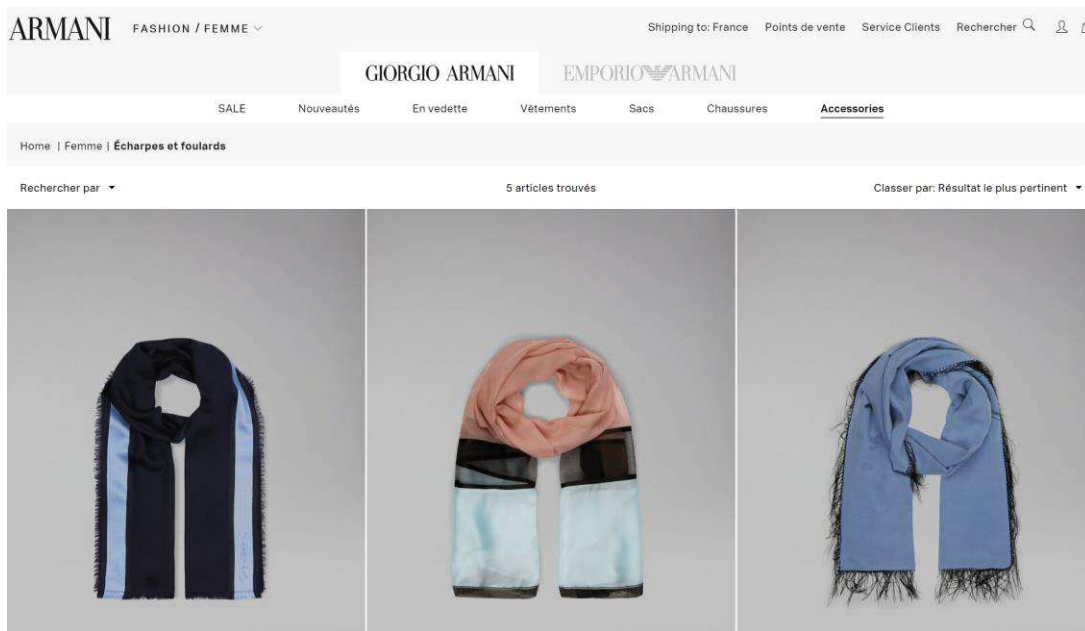 ARMANI FASHION / FEMME Shipping to: France Points de vente Service Clients Rechercher
GIORGIO ARMANI EMPORIO ARMANI
SALE Nouveautés En vedette Vêtements Sacs Chaussures Accessories
Home | Femme | Écharpes et foulards
Rechercher par 5 articles trouvés Classer par: Résultat le plus pertinent